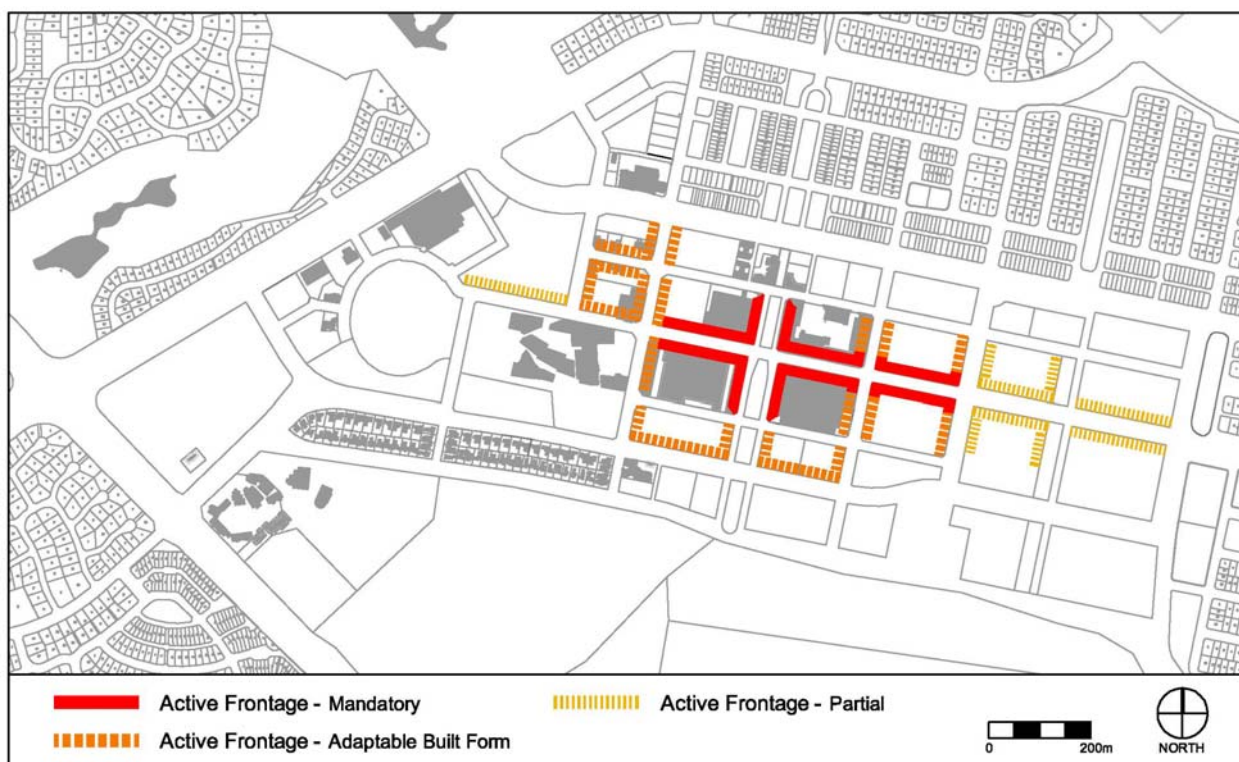 Active Frontage - Mandatory
Active Frontage - Partial
Active Frontage - Adaptable Built Form
0 200m
NORTH